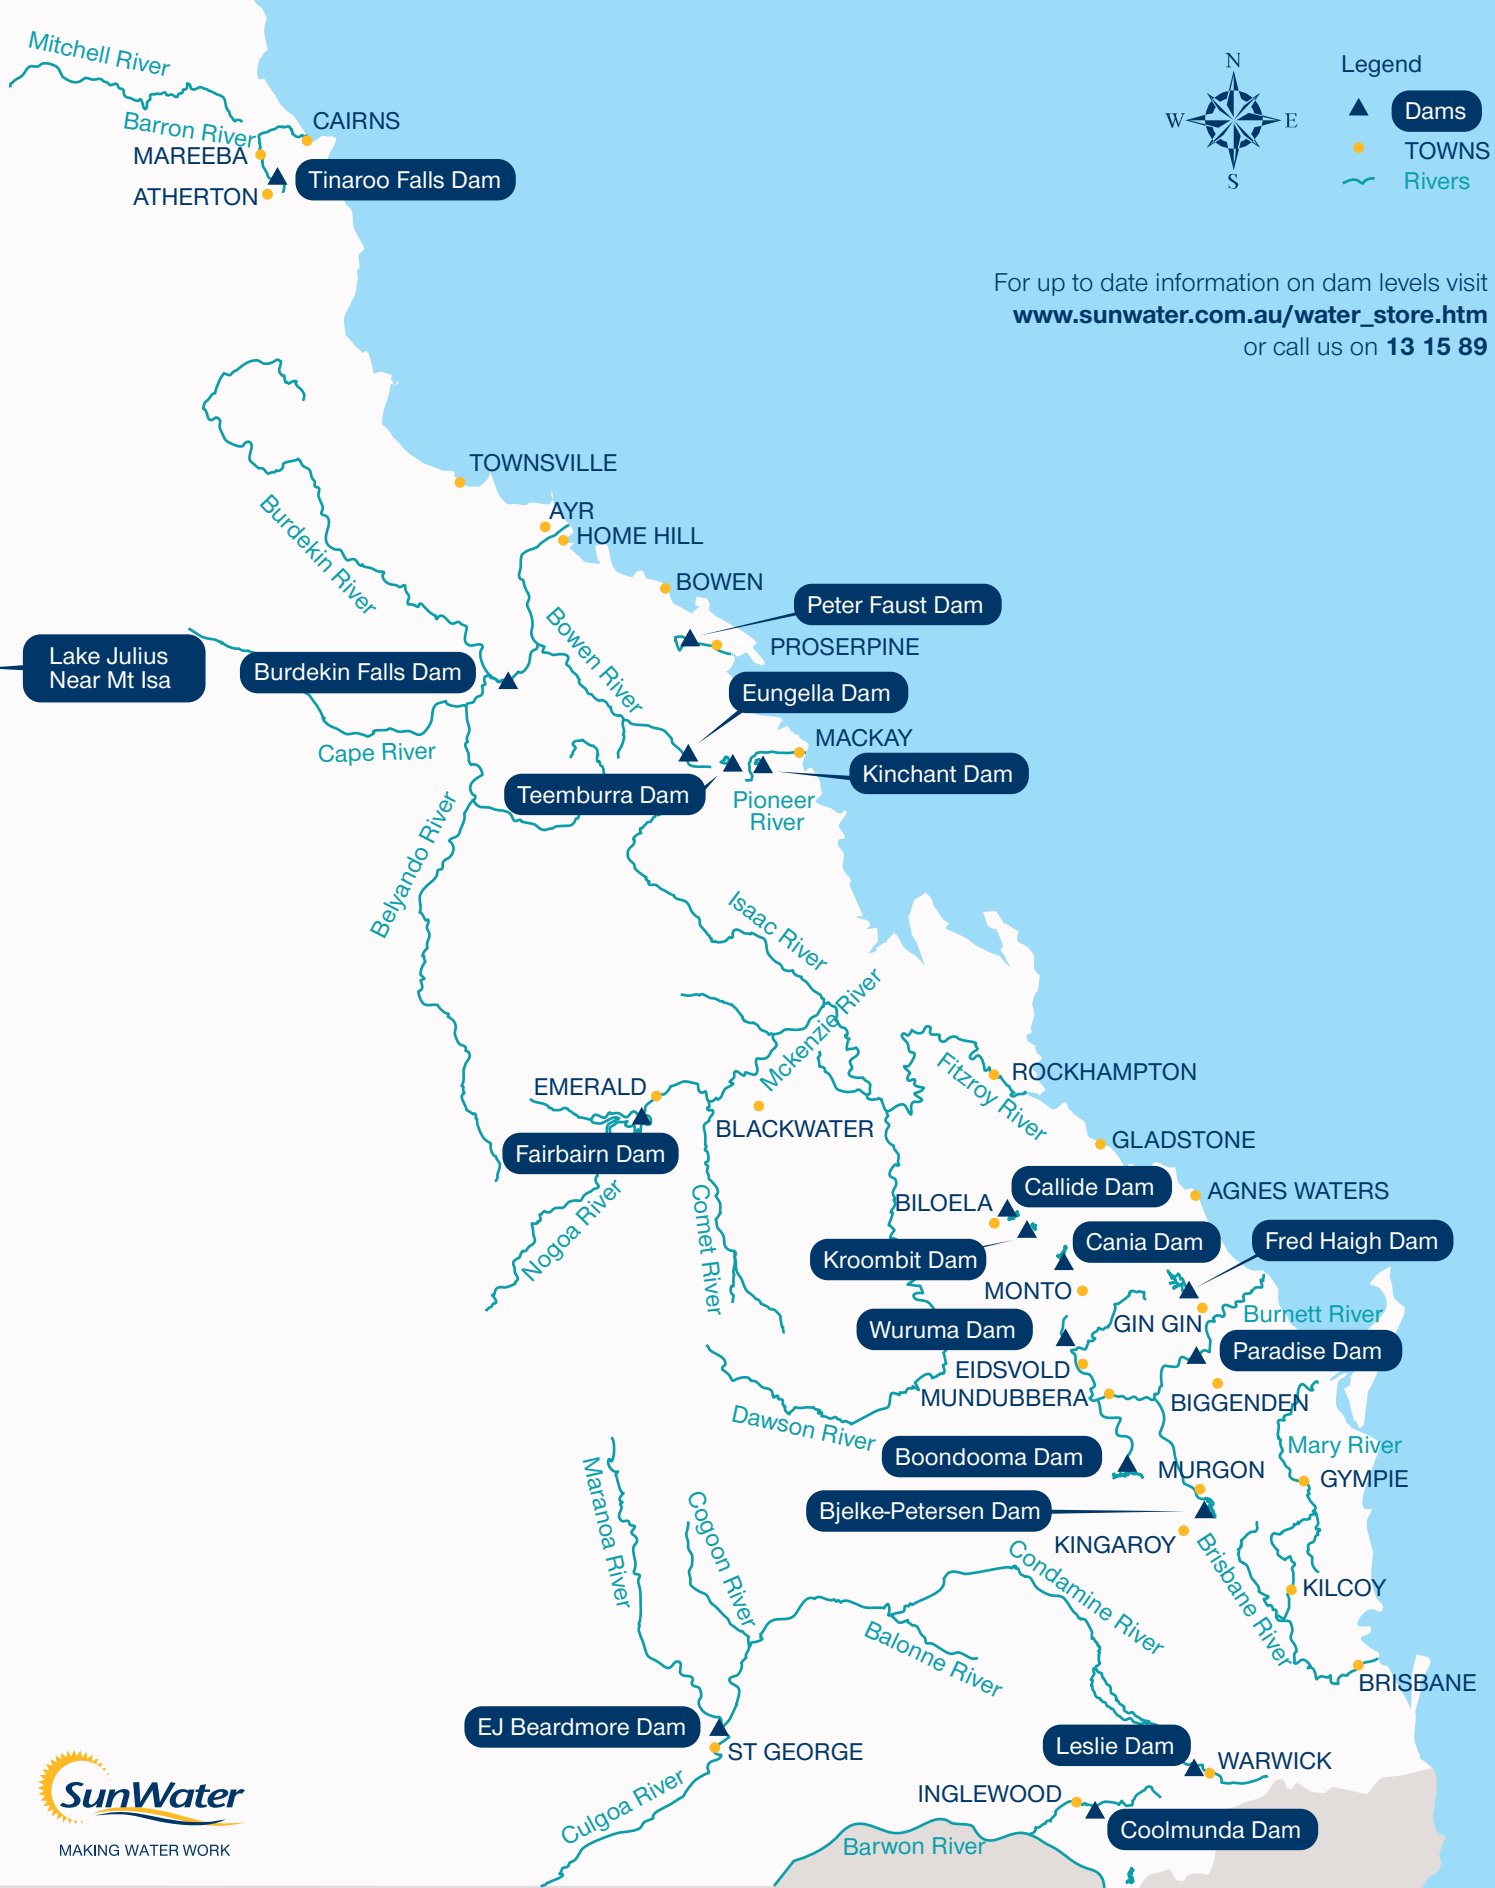 Mitchell River
Barron River
CAIRNS
MAREEBA
Tinaroo Falls Dam
ATHERTON
N
W
E
S
Legend
Dams
TOWNS
Rivers
For up to date information on dam levels visit
www.sunwater.com.au/water_store.htm
or call us on 13 15 89
TOWNSVILLE
AYR
HOME HILL
Burdekin River
BOWEN
Peter Faust Dam
Bowen River
PROSERPINE
Lake Julius
Near Mt Isa
Burdekin Falls Dam
Eungella Dam
Cape River
MACKAY
Kinchant Dam
Teemburra Dam
Pioneer
River
Belyando River
Isaac River
Mckenzie River
EMERALD
BLACKWATER
Fitzroy River
ROCKHAMPTON
Fairbairn Dam
GLADSTONE
Nogoa River
Comet River
Callide Dam
BILOELA
AGNES WATERS
Kroombit Dam
Cania Dam
Fred Haigh Dam
MONTO
GIN GIN
Burnett River
Wuruma Dam
Paradise Dam
EIDSVOLD
MUNDUBBERA
BIGGENDEN
Dawson River
Mary River
Boondooma Dam
MURGON
GYMPIE
Maranoa River
Cogoon River
Bjelke-Petersen Dam
KINGAROY
Condamine River
Brisbane River
KILCOY
Balonne River
BRISBANE
EJ Beardmore Dam
ST GEORGE
Leslie Dam
WARWICK
INGLEWOOD
Culgoa River
Coolmunda Dam
Barwon River
SunWater
MAKING WATER WORK